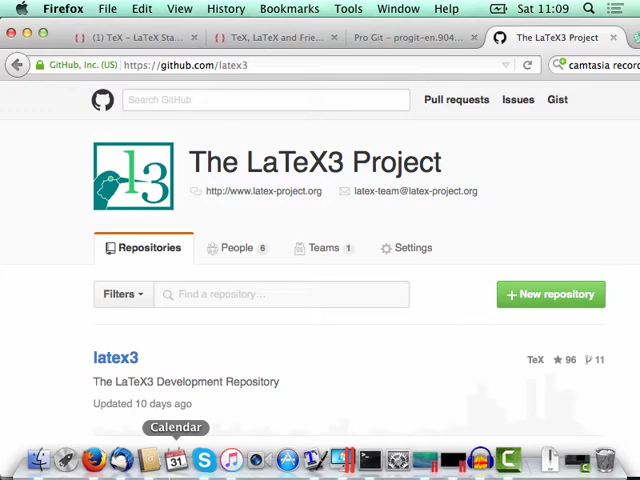 Firefox File Edit View History Bookmarks Tools Window Help Sat 11:09
(1) TeX – LaTeX Sta... TeX, LaTeX and Frie... Pro Git – progit-en.904... The LaTeX3 Project
GitHub, Inc. (US) https://github.com/latex3 camtasia recor
Search GitHub Pull requests Issues Gist
l3 The LaTeX3 Project
http://www.latex-project.org latex-team@latex-project.org
Repositories People 6 Teams 1 Settings
Filters Find a repository... New repository
latex3 TeX 96 11
The LaTeX3 Development Repository
Updated 10 days ago
Calendar
31